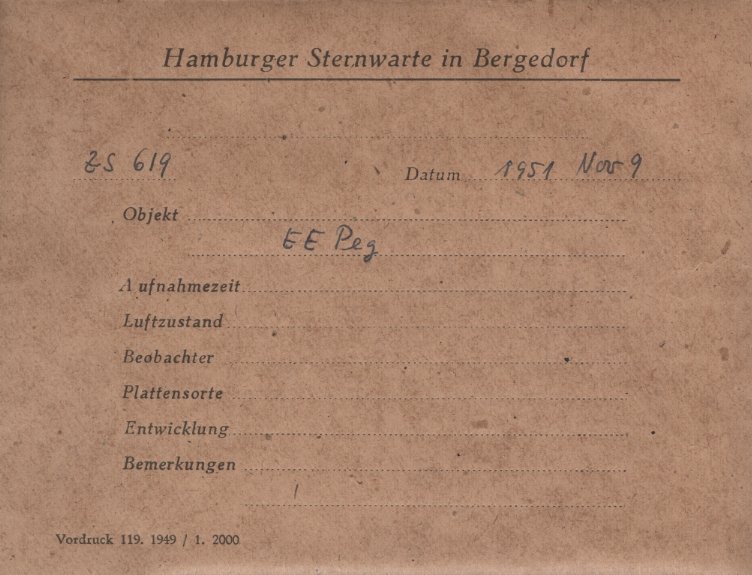 Hamburger Sternwarte in Bergedorf
ZS 619 Datum 1951 Nov 9
Objekt
EE Peg
Aufnahmezeit
Luftzustand
Beobachter
Plattensorte
Entwicklung
Bemerkungen
Vordruck 119. 1949 / 1. 2000